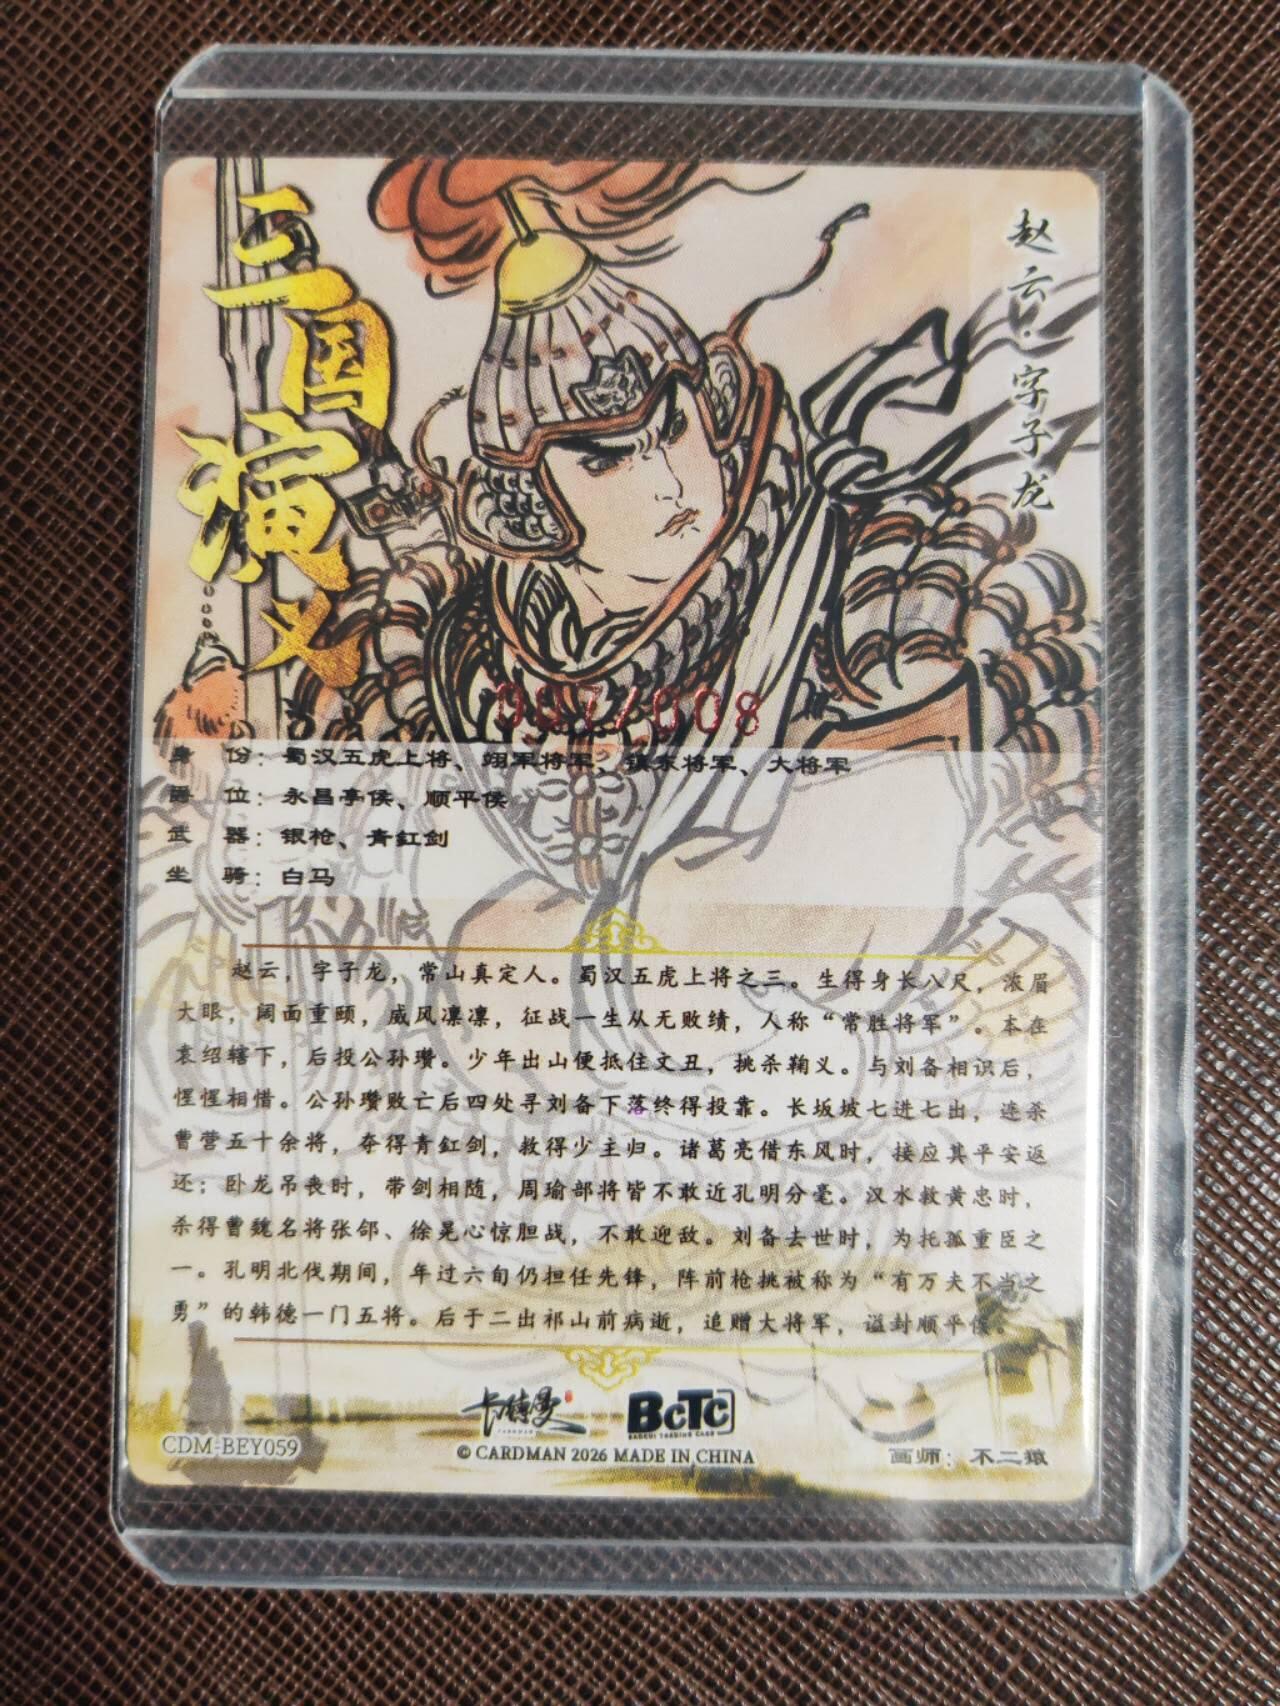 三国演义
赵云·字子龙
007/008
身 份：蜀汉五虎上将、翊军将军、镇东将军、大将军
爵 位：永昌亭侯、顺平侯
武 器：银枪、青釭剑
坐 骑：白马
赵云，字子龙，常山真定人。蜀汉五虎上将之三。生得身长八尺，浓眉
大眼，阔面重颐，威风凛凛，征战一生从无败绩，人称“常胜将军”。本在
袁绍辖下，后投公孙瓒。少年出山便抵住文丑，挑杀鞠义。与刘备相识后，
惺惺相惜。公孙瓒败亡后四处寻刘备下落终得投靠。长坂坡七进七出，连杀
曹营五十余将，夺得青釭剑，救得少主归。诸葛亮借东风时，接应其平安返
还；卧龙吊丧时，带剑相随，周瑜部将皆不敢近孔明分毫。汉水救黄忠时，
杀得曹魏名将张郃、徐晃心惊胆战，不敢迎敌。刘备去世时，为托孤重臣之
一。孔明北伐期间，年过六旬仍担任先锋，阵前枪挑被称为“有万夫不当之
勇”的韩德一门五将。后于二出祁山前病逝，追赠大将军，谥封顺平侯。
卡德曼 BCTC
CDM-BEY059
© CARDMAN 2026 MADE IN CHINA
画师：不二猿